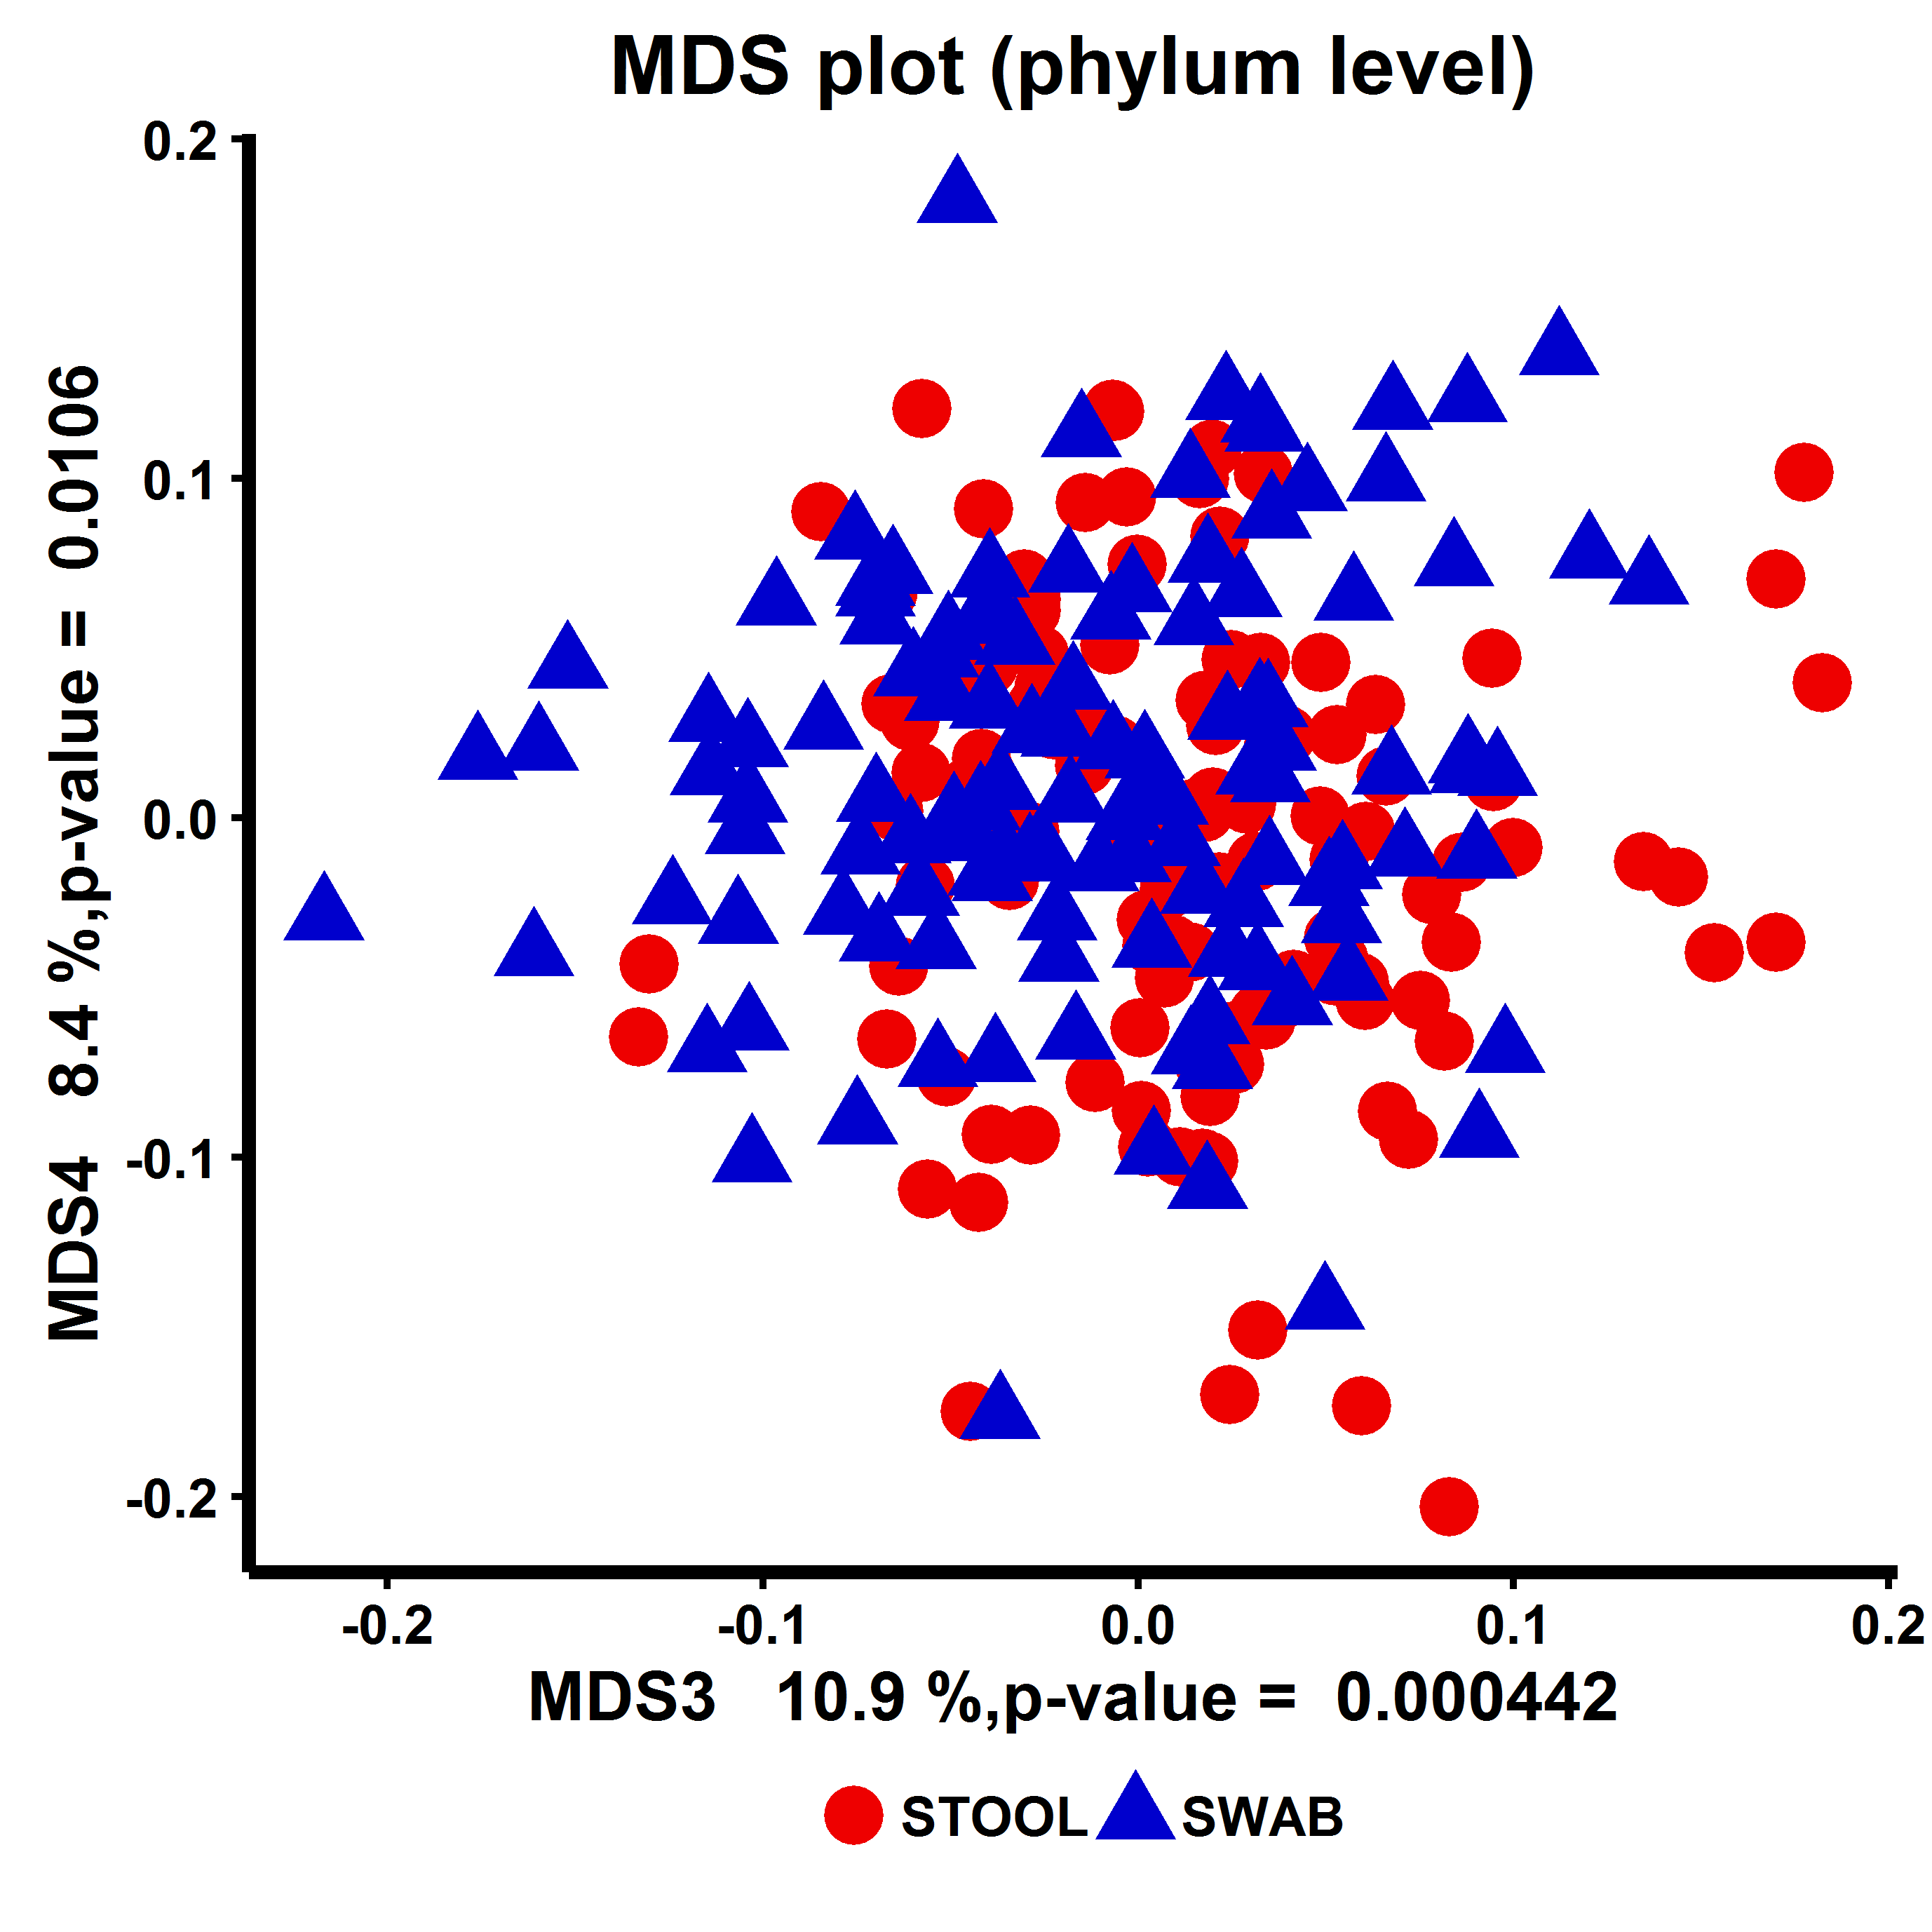 MDS plot (phylum level)
0.2
0.1
0.0
-0.1
-0.2
MDS4 8.4 %,p-value = 0.0106
-0.2 -0.1 0.0 0.1 0.2
MDS3 10.9 %,p-value = 0.000442
STOOL SWAB